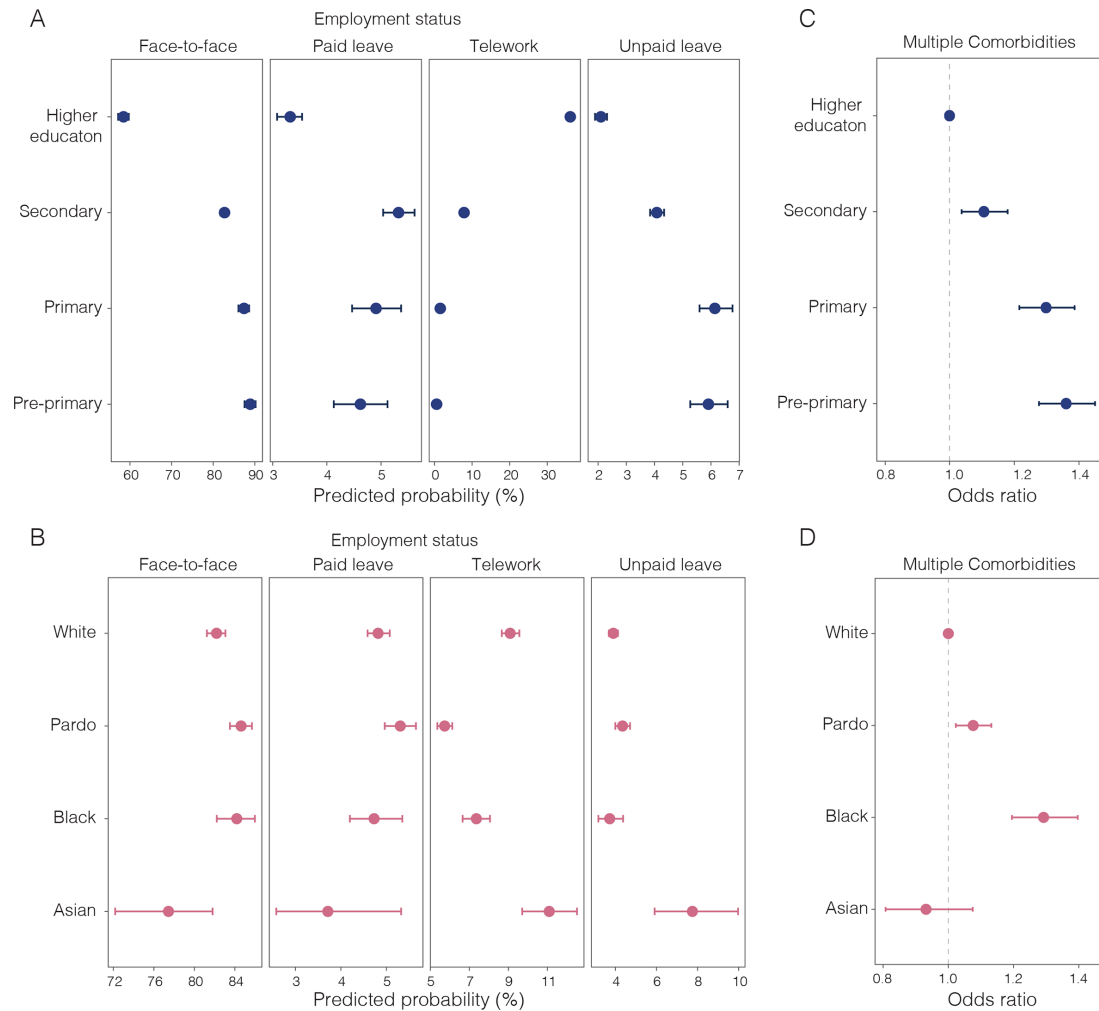 A
Employment status
Face-to-face Paid leave Telework Unpaid leave
Higher
educaton
Secondary
Primary
Pre-primary
60 70 80 90 3 4 5 0 10 20 30 2 3 4 5 6 7
Predicted probability (%)
C
Multiple Comorbidities
Higher
educaton
Secondary
Primary
Pre-primary
0.8 1.0 1.2 1.4
Odds ratio
B
Employment status
Face-to-face Paid leave Telework Unpaid leave
White
Pardo
Black
Asian
72 76 80 84 3 4 5 5 7 9 11 4 6 8 10
Predicted probability (%)
D
Multiple Comorbidities
White
Pardo
Black
Asian
0.8 1.0 1.2 1.4
Odds ratio